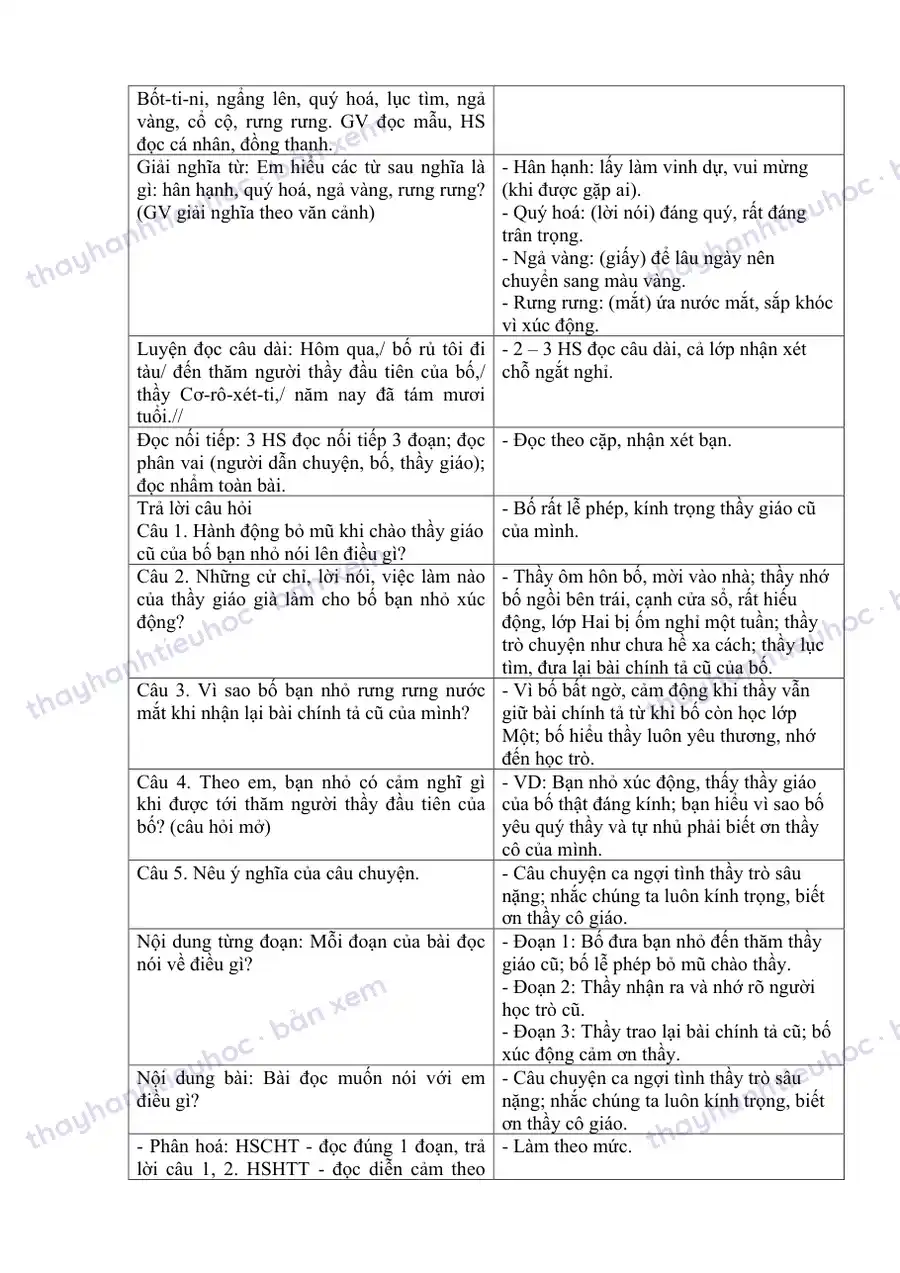 Bốt-ti-ni, ngẩng lên, quý hoá, lục tìm, ngả
vàng, cổ cộ, rưng rưng. GV đọc mẫu, HS
đọc cá nhân, đồng thanh.
Giải nghĩa từ: Em hiểu các từ sau nghĩa là
gì: hân hạnh, quý hoá, ngả vàng, rưng rưng?
(GV giải nghĩa theo văn cảnh)
- Hân hạnh: lấy làm vinh dự, vui mừng
(khi được gặp ai).
- Quý hoá: (lời nói) đáng quý, rất đáng
trân trọng.
- Ngả vàng: (giấy) để lâu ngày nên
chuyển sang màu vàng.
- Rưng rưng: (mắt) ứa nước mắt, sắp khóc
vì xúc động.
Luyện đọc câu dài: Hôm qua,/ bố rủ tôi đi
tàu/ đến thăm người thầy đầu tiên của bố,/
thầy Cơ-rô-xét-ti,/ năm nay đã tám mươi
tuổi.//
- 2 – 3 HS đọc câu dài, cả lớp nhận xét
chỗ ngắt nghỉ.
Đọc nối tiếp: 3 HS đọc nối tiếp 3 đoạn; đọc
phân vai (người dẫn chuyện, bố, thầy giáo);
đọc nhẩm toàn bài.
- Đọc theo cặp, nhận xét bạn.
Trả lời câu hỏi
Câu 1. Hành động bỏ mũ khi chào thầy giáo
cũ của bố bạn nhỏ nói lên điều gì?
- Bố rất lễ phép, kính trọng thầy giáo cũ
của mình.
Câu 2. Những cử chỉ, lời nói, việc làm nào
của thầy giáo già làm cho bố bạn nhỏ xúc
động?
- Thầy ôm hôn bố, mời vào nhà; thầy nhớ
bố ngồi bên trái, cạnh cửa sổ, rất hiếu
động, lớp Hai bị ốm nghỉ một tuần; thầy
trò chuyện như chưa hề xa cách; thầy lục
tìm, đưa lại bài chính tả cũ của bố.
Câu 3. Vì sao bố bạn nhỏ rưng rưng nước
mắt khi nhận lại bài chính tả cũ của mình?
- Vì bố bất ngờ, cảm động khi thầy vẫn
giữ bài chính tả từ khi bố còn học lớp
Một; bố hiểu thầy luôn yêu thương, nhớ
đến học trò.
Câu 4. Theo em, bạn nhỏ có cảm nghĩ gì
khi được tới thăm người thầy đầu tiên của
bố? (câu hỏi mở)
- VD: Bạn nhỏ xúc động, thấy thầy giáo
của bố thật đáng kính; bạn hiểu vì sao bố
yêu quý thầy và tự nhủ phải biết ơn thầy
cô của mình.
Câu 5. Nêu ý nghĩa của câu chuyện.
- Câu chuyện ca ngợi tình thầy trò sâu
nặng; nhắc chúng ta luôn kính trọng, biết
ơn thầy cô giáo.
Nội dung từng đoạn: Mỗi đoạn của bài đọc
nói về điều gì?
- Đoạn 1: Bố đưa bạn nhỏ đến thăm thầy
giáo cũ; bố lễ phép bỏ mũ chào thầy.
- Đoạn 2: Thầy nhận ra và nhớ rõ người
học trò cũ.
- Đoạn 3: Thầy trao lại bài chính tả cũ; bố
xúc động cảm ơn thầy.
Nội dung bài: Bài đọc muốn nói với em
điều gì?
- Câu chuyện ca ngợi tình thầy trò sâu
nặng; nhắc chúng ta luôn kính trọng, biết
ơn thầy cô giáo.
- Phân hoá: HSCHT - đọc đúng 1 đoạn, trả
lời câu 1, 2. HSHTT - đọc diễn cảm theo
- Làm theo mức.
thayhanhtieuhoc · bản xem
thayhanhtieuhoc · b
thayhanhtieuhoc · bản xem
thayhanhtieuhoc · b
thayhanhtieuhoc · bản xem
thayhanhtieuhoc · b